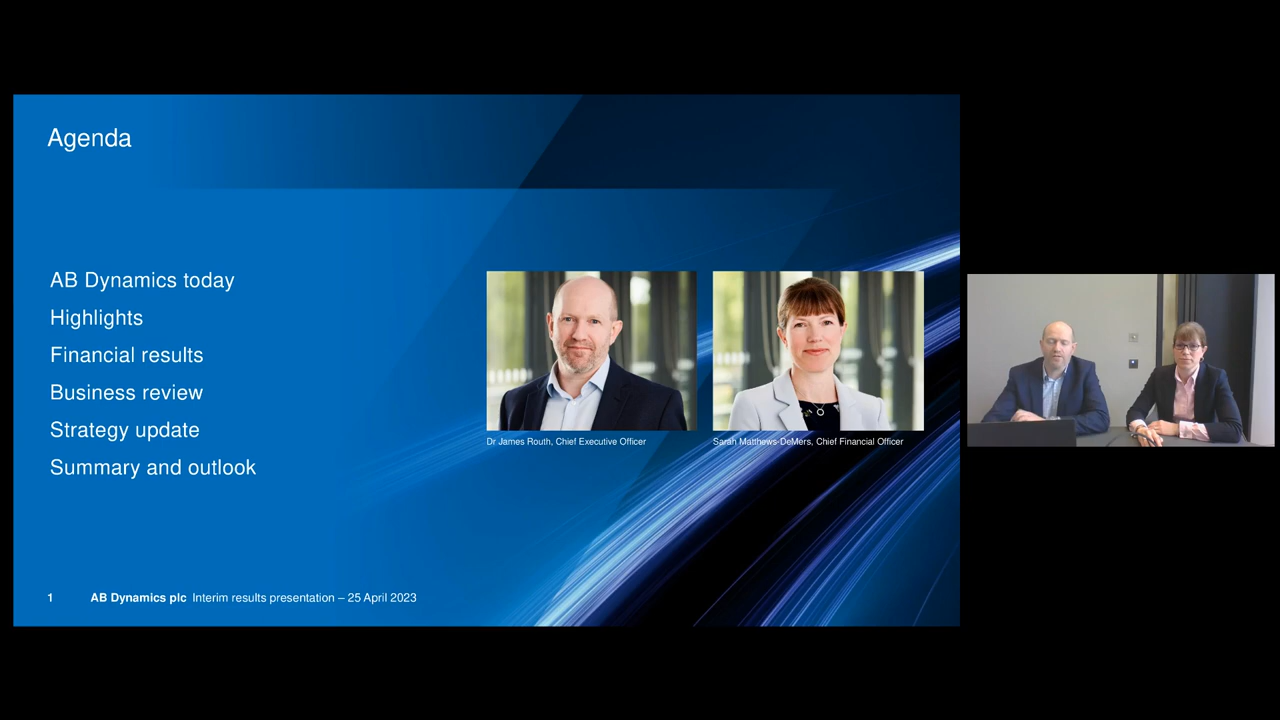 Agenda
AB Dynamics today
Highlights
Financial results
Business review
Strategy update
Summary and outlook
Dr James Routh, Chief Executive Officer
Sarah Matthews-DeMers, Chief Financial Officer
1 AB Dynamics plc Interim results presentation – 25 April 2023